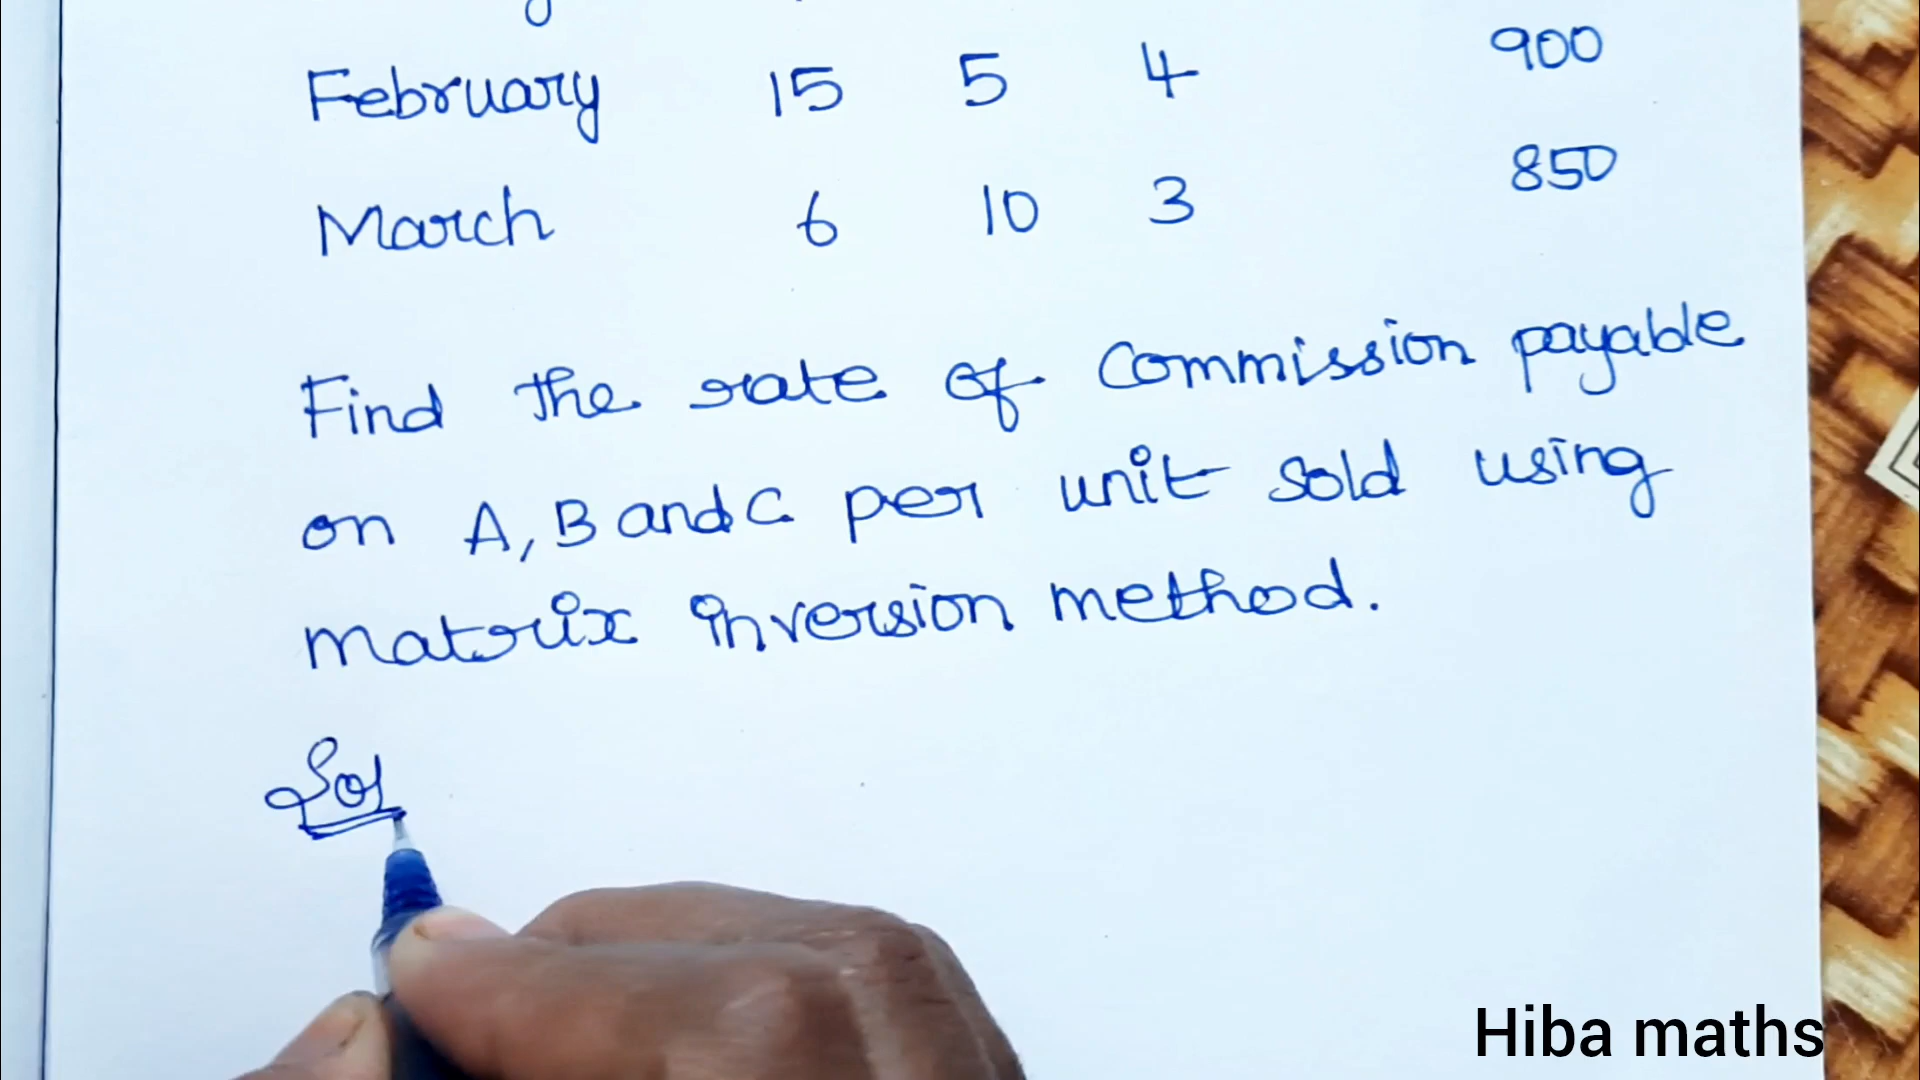 February 15 5 4 900
March 6 10 3 850
Find the rate of commission payable
on A, B and C per unit sold using
matrix inversion method.
Sol
Hiba maths